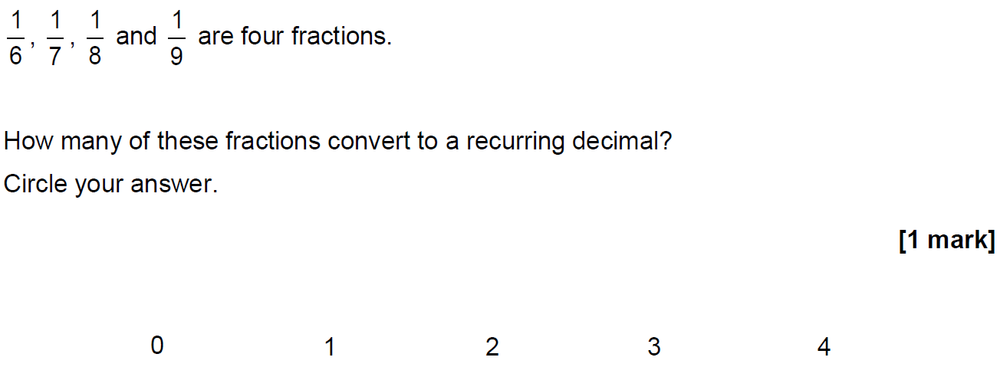 1/6, 1/7, 1/8 and 1/9 are four fractions.
How many of these fractions convert to a recurring decimal?
Circle your answer.
[1 mark]
0 1 2 3 4